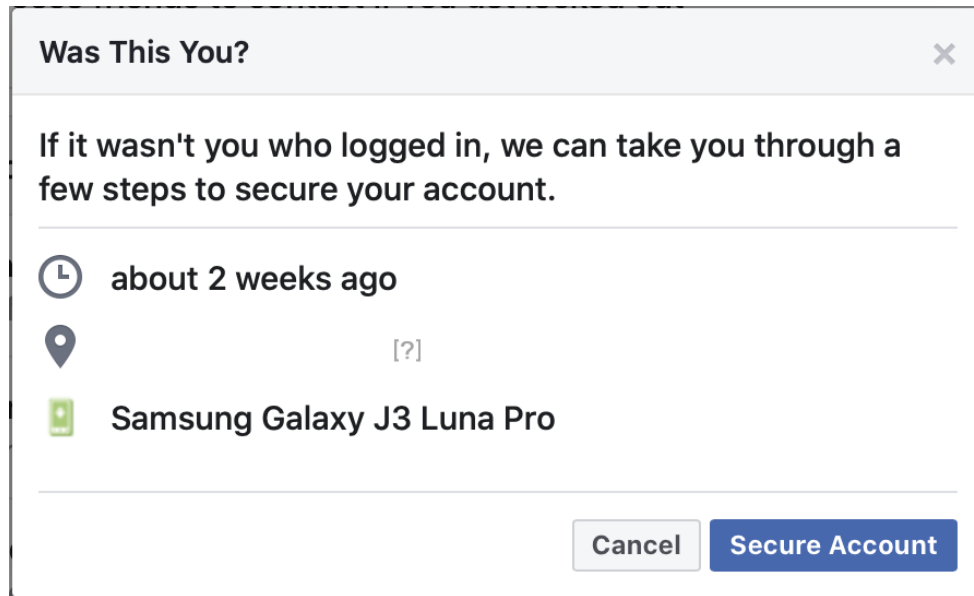 Was This You?
If it wasn't you who logged in, we can take you through a
few steps to secure your account.
about 2 weeks ago
[?]
Samsung Galaxy J3 Luna Pro
Cancel
Secure Account